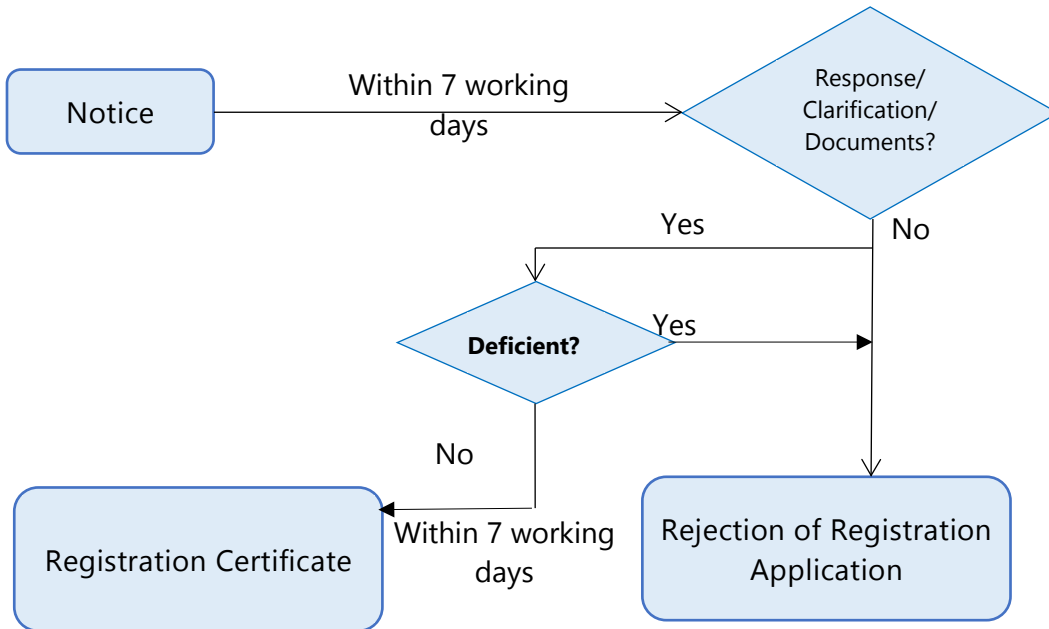 Notice
Within 7 working
days
Response/
Clarification/
Documents?
Yes
No
Deficient?
Yes
No
Within 7 working
days
Registration Certificate
Rejection of Registration
Application